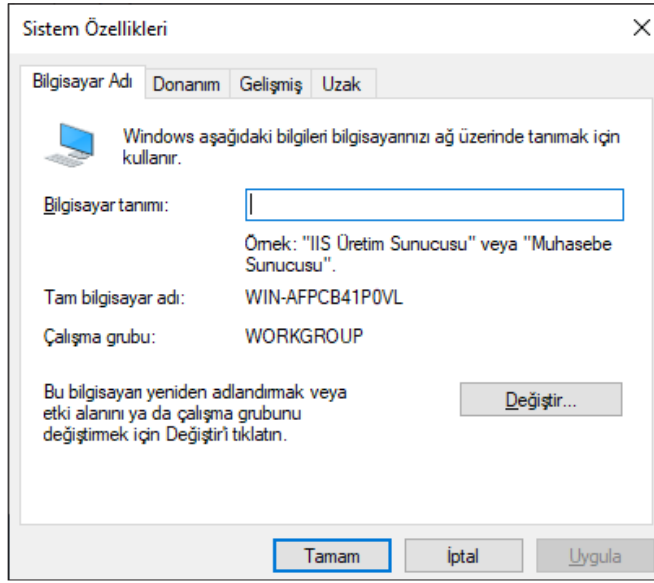 Sistem Özellikleri
Bilgisayar Adı Donanım Gelişmiş Uzak
Windows aşağıdaki bilgileri bilgisayarınızı ağ üzerinde tanımak için
kullanır.
Bilgisayar tanımı:
Örnek: "IIS Üretim Sunucusu" veya "Muhasebe
Sunucusu".
Tam bilgisayar adı: WIN-AFPCB41P0VL
Çalışma grubu: WORKGROUP
Bu bilgisayarı yeniden adlandırmak veya
etki alanını ya da çalışma grubunu
değiştirmek için Değiştir'i tıklatın.
Değiştir...
Tamam İptal Uygula